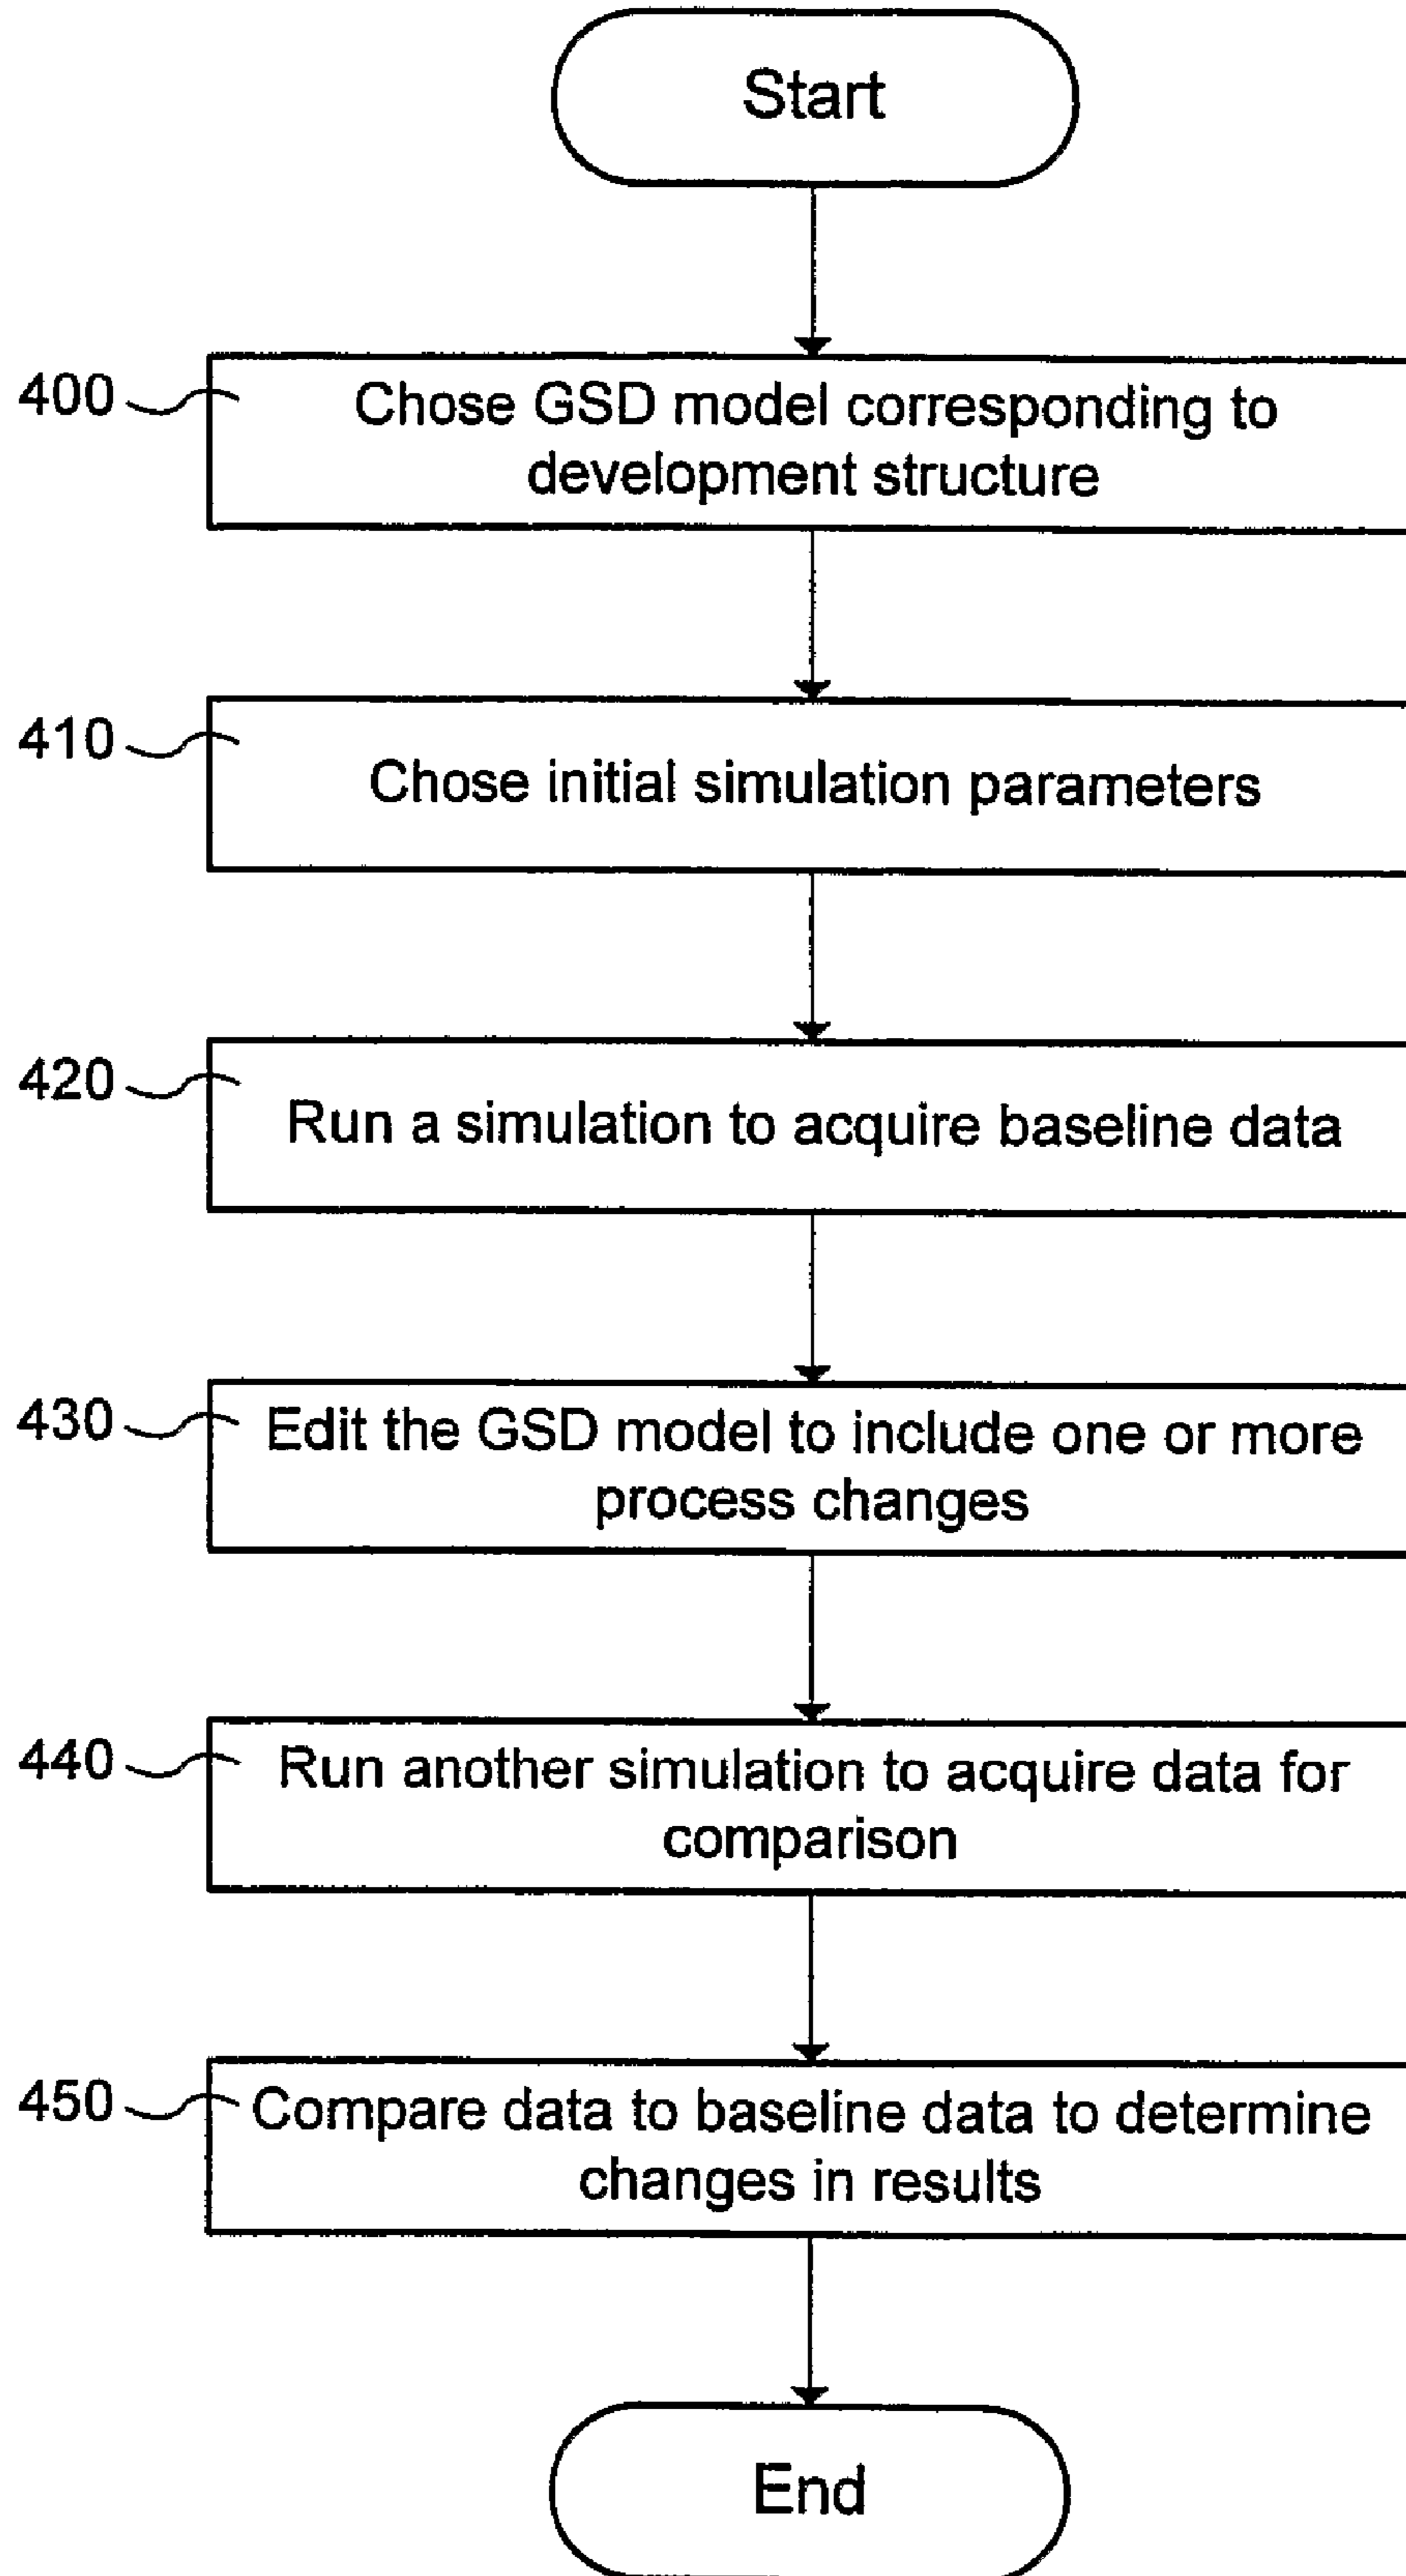 Start
400
Chose GSD model corresponding to
development structure
410
Chose initial simulation parameters
420
Run a simulation to acquire baseline data
430
Edit the GSD model to include one or more
process changes
440
Run another simulation to acquire data for
comparison
450
Compare data to baseline data to determine
changes in results
End